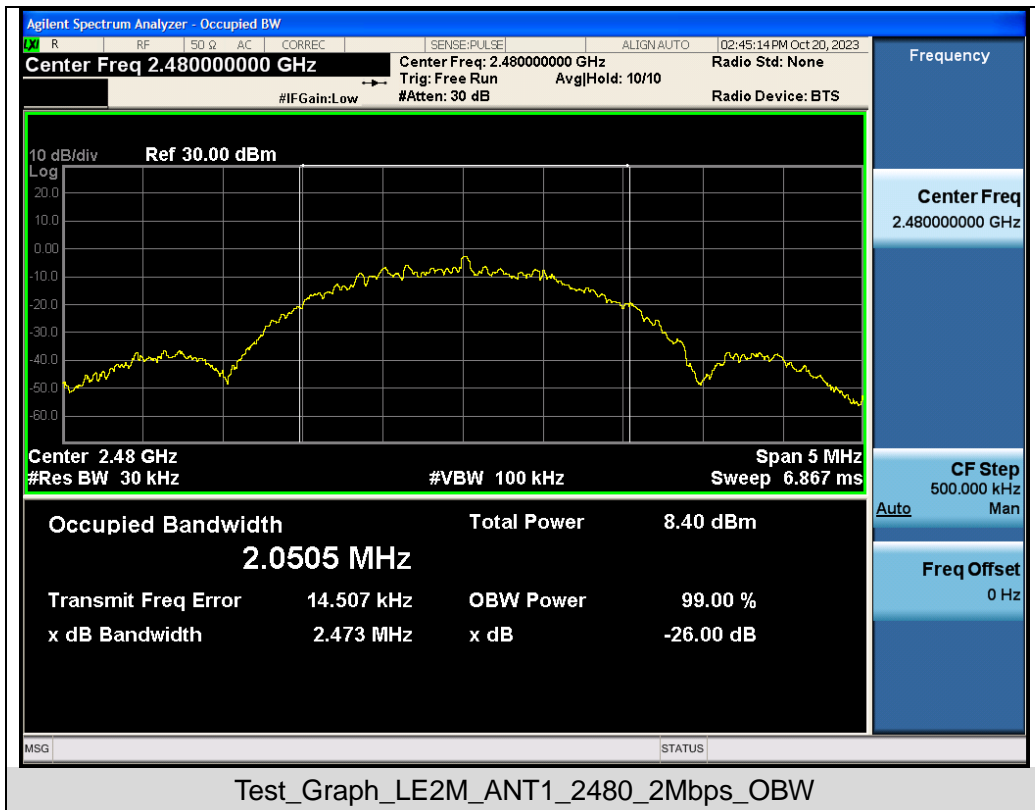 Agilent Spectrum Analyzer - Occupied BW
LXI R RF 50 Ω AC CORREC SENSE:PULSE ALIGN AUTO 02:45:14 PM Oct 20, 2023
Center Freq 2.480000000 GHz
Center Freq: 2.480000000 GHz
Radio Std: None
Trig: Free Run Avg|Hold: 10/10
#IFGain:Low #Atten: 30 dB Radio Device: BTS
10 dB/div Ref 30.00 dBm
Log
20.0
10.0
0.00
-10.0
-20.0
-30.0
-40.0
-50.0
-60.0
Center 2.48 GHz Span 5 MHz
#Res BW 30 kHz #VBW 100 kHz Sweep 6.867 ms
Occupied Bandwidth Total Power 8.40 dBm
2.0505 MHz
Transmit Freq Error 14.507 kHz OBW Power 99.00 %
x dB Bandwidth 2.473 MHz x dB -26.00 dB
Frequency
Center Freq
2.480000000 GHz
CF Step
500.000 kHz
Auto Man
Freq Offset
0 Hz
MSG STATUS
Test_Graph_LE2M_ANT1_2480_2Mbps_OBW